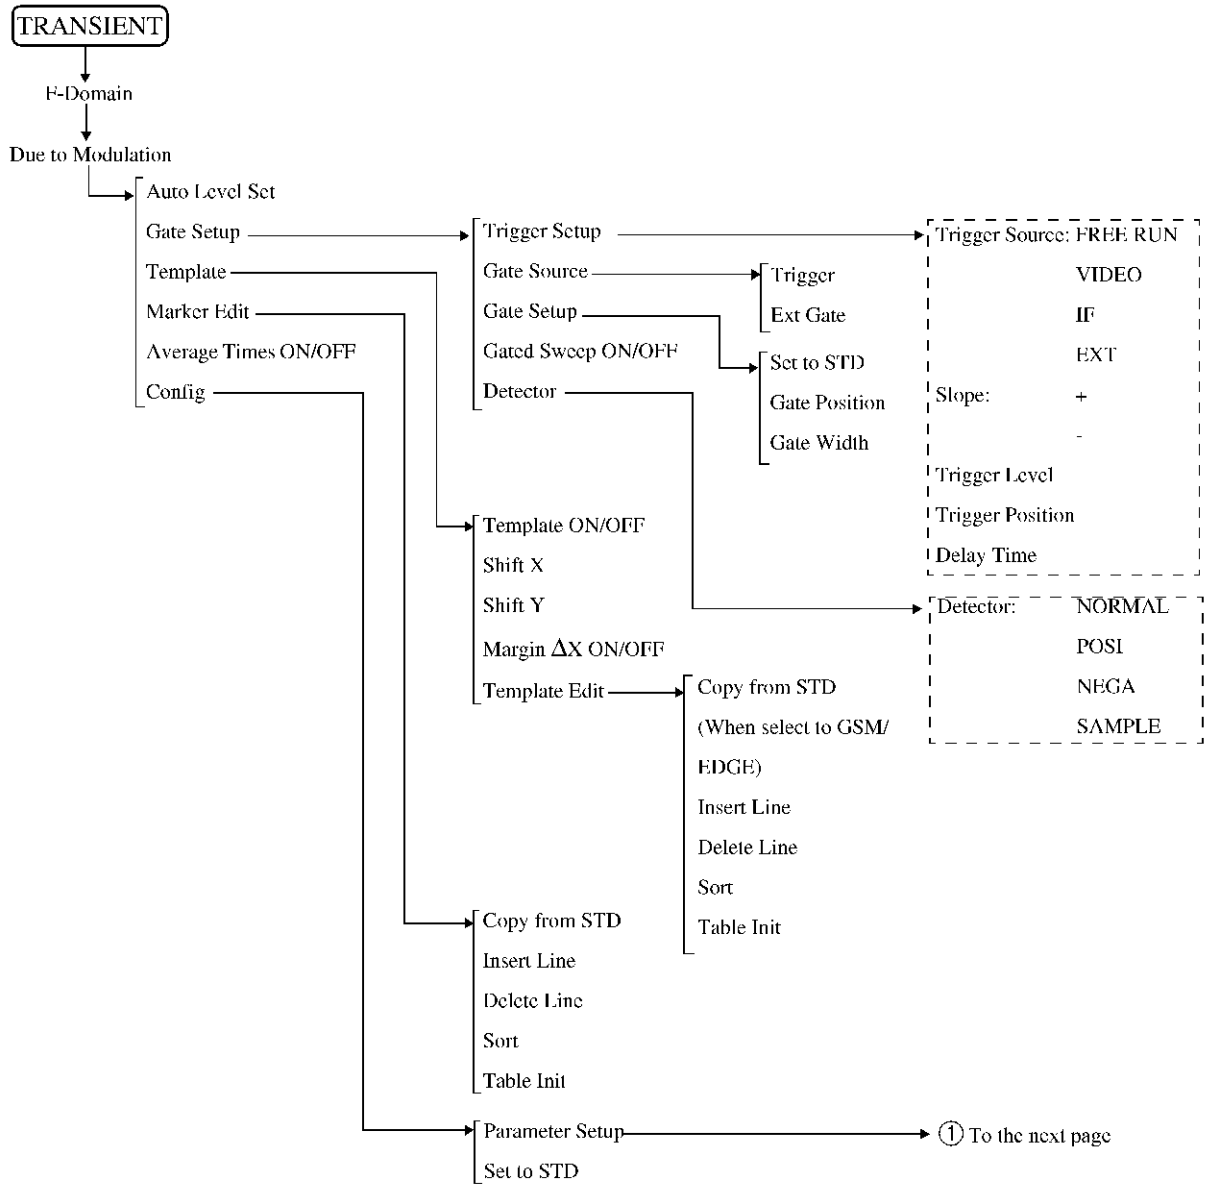 TRANSIENT
F-Domain
Due to Modulation
Auto Level Set
Gate Setup
Template
Marker Edit
Average Times ON/OFF
Config
Trigger Setup
Gate Source
Gate Setup
Gated Sweep ON/OFF
Detector
Trigger
Ext Gate
Set to STD
Gate Position
Gate Width
Trigger Source: FREE RUN
VIDEO
IF
EXT
Slope: +
-
Trigger Level
Trigger Position
Delay Time
Detector: NORMAL
POSI
NEGA
SAMPLE
Template ON/OFF
Shift X
Shift Y
Margin ΔX ON/OFF
Template Edit
Copy from STD
(When select to GSM/
EDGE)
Insert Line
Delete Line
Sort
Table Init
Copy from STD
Insert Line
Delete Line
Sort
Table Init
Parameter Setup
Set to STD
① To the next page